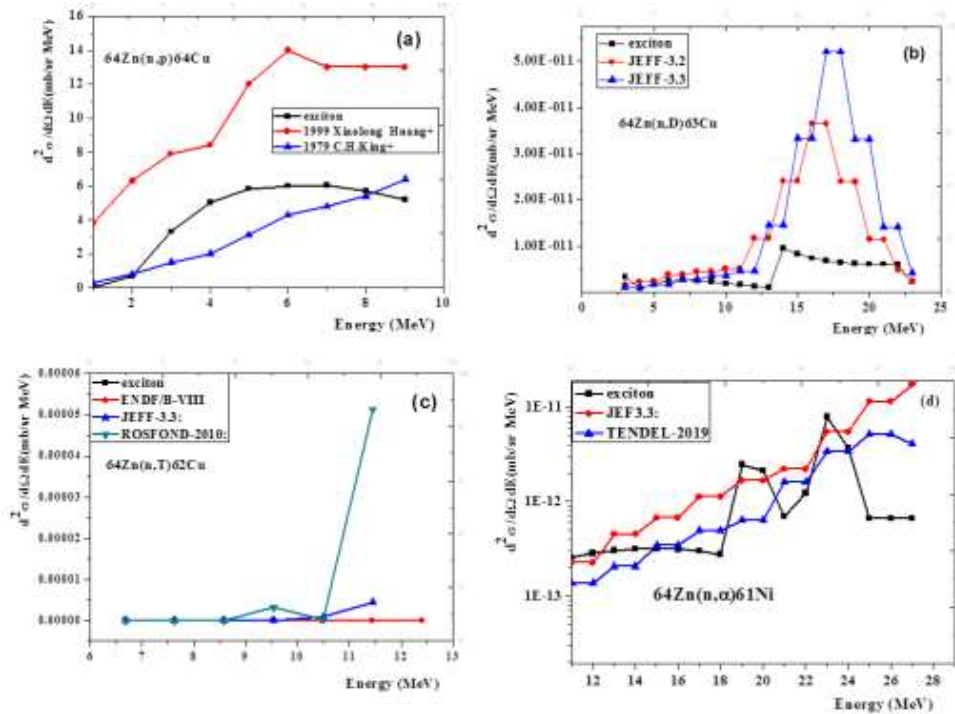 (a)
64Zn(n,p)64Cu
exciton
1999 Xiaolong Huang+
1979 C.H.King+
16
14
12
10
8
6
4
2
0
d²σ/dΩdE(mb/sr MeV)
2 4 6 8 10
Energy (MeV)
(b)
exciton
JEFF-3.2
JEFF-3.3
64Zn(n,D)63Cu
5.00E-011
4.00E-011
3.00E-011
2.00E-011
1.00E-011
d²σ/dΩdE(mb/sr MeV)
0 5 10 15 20 25
Energy (MeV)
(c)
exciton
ENDF/B-VIII
JEFF-3.3:
ROSFOND-2010:
64Zn(n,T)62Cu
0.00006
0.00005
0.00004
0.00003
0.00002
0.00001
0.00000
d²σ/dΩdE(mb/sr MeV)
6 7 8 9 10 11 12 13
Energy (MeV)
(d)
exciton
JEF3.3:
TENDEL-2019
64Zn(n,α)61Ni
1E-11
1E-12
1E-13
d²σ/dΩdE(mb/sr MeV)
12 14 16 18 20 22 24 26 28
Energy (MeV)